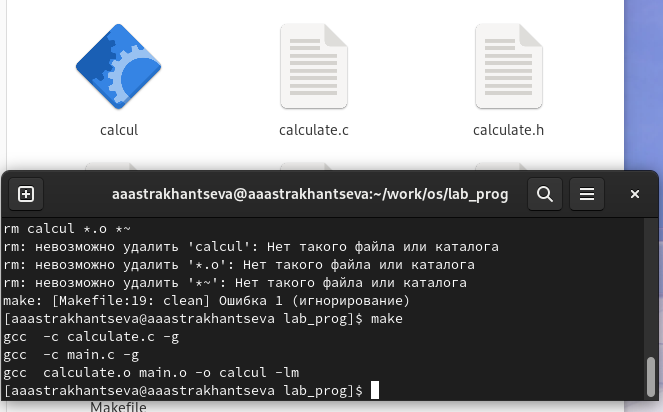 calcul
calculate.c
calculate.h
aaastrakhantseva@aaastrakhantseva:~/work/os/lab_prog
rm calcul *.o *~
rm: невозможно удалить 'calcul': Нет такого файла или каталога
rm: невозможно удалить '*.o': Нет такого файла или каталога
rm: невозможно удалить '*~': Нет такого файла или каталога
make: [Makefile:19: clean] Ошибка 1 (игнорирование)
[aaastrakhantseva@aaastrakhantseva lab_prog]$ make
gcc  -c calculate.c -g
gcc  -c main.c -g
gcc  calculate.o main.o -o calcul -lm
[aaastrakhantseva@aaastrakhantseva lab_prog]$
Makefile